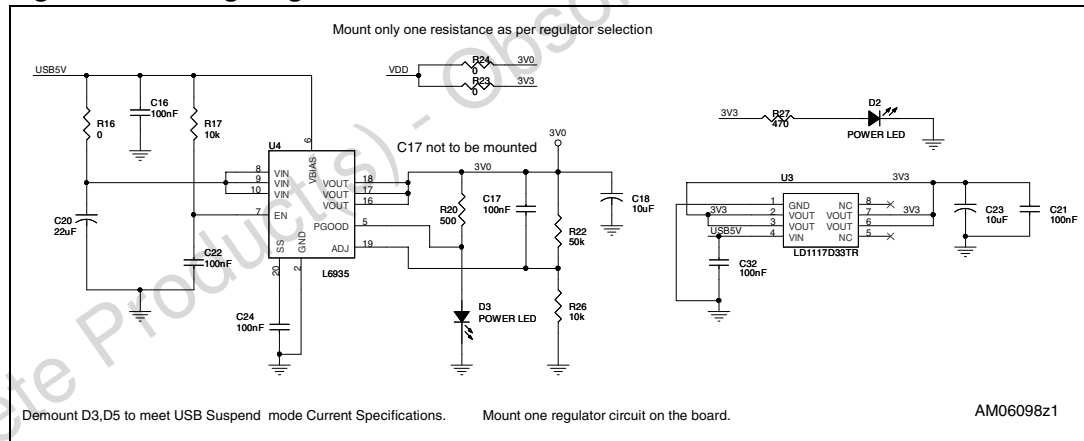 Mount only one resistance as per regulator selection
USB5V
R16
0
C16
100nF
R17
10k
C20
22uF
C22
100nF
U4
6
VBIAS
8
VIN
9
VIN
10
VIN
7
EN
SS
20
GND
2
VOUT
18
VOUT
17
VOUT
16
PGOOD
5
ADJ
19
L6935
C24
100nF
VDD
R24
0
3V0
R23
0
3V3
C17 not to be mounted
3V0
3V0
R20
500
C17
100nF
R22
50k
C18
10uF
D3
POWER LED
R26
10k
3V3
R27
470
D2
POWER LED
U3
3V3
1
GND
2
VOUT
3
VOUT
4
VIN
NC
8
VOUT
7
VOUT
6
NC
5
3V3
3V3
USB5V
LD1117D33TR
C32
100nF
C23
10uF
C21
100nF
Demount D3,D5 to meet USB Suspend mode Current Specifications.
Mount one regulator circuit on the board.
AM06098z1